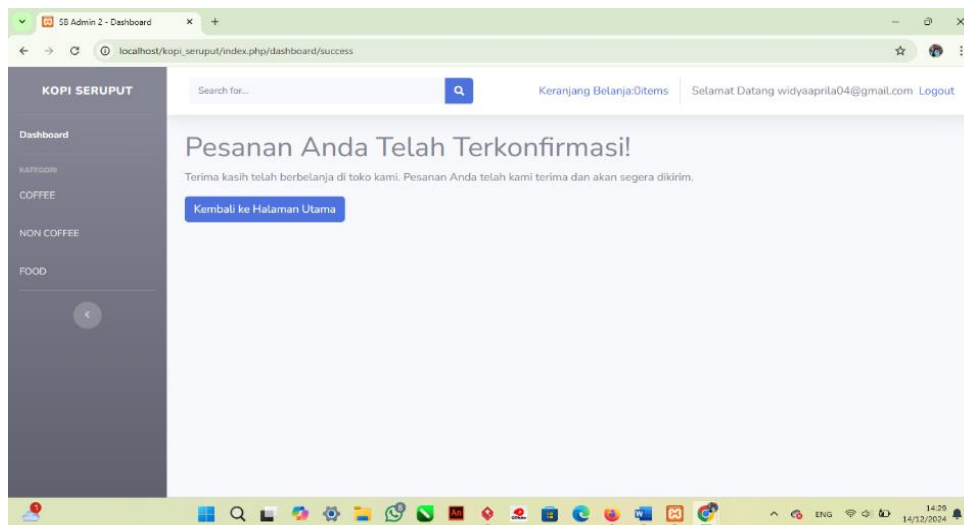 SB Admin 2 - Dashboard
localhost/kopi_seruput/index.php/dashboard/success
KOPI SERUPUT
Search for...
Keranjang Belanja:0items
Selamat Datang widyaaprila04@gmail.com Logout
Dashboard
KATEGORI
COFFEE
NON COFFEE
FOOD
Pesanan Anda Telah Terkonfirmasi!
Terima kasih telah berbelanja di toko kami. Pesanan Anda telah kami terima dan akan segera dikirim.
Kembali ke Halaman Utama
1
An
ENG
14:29
14/12/2024